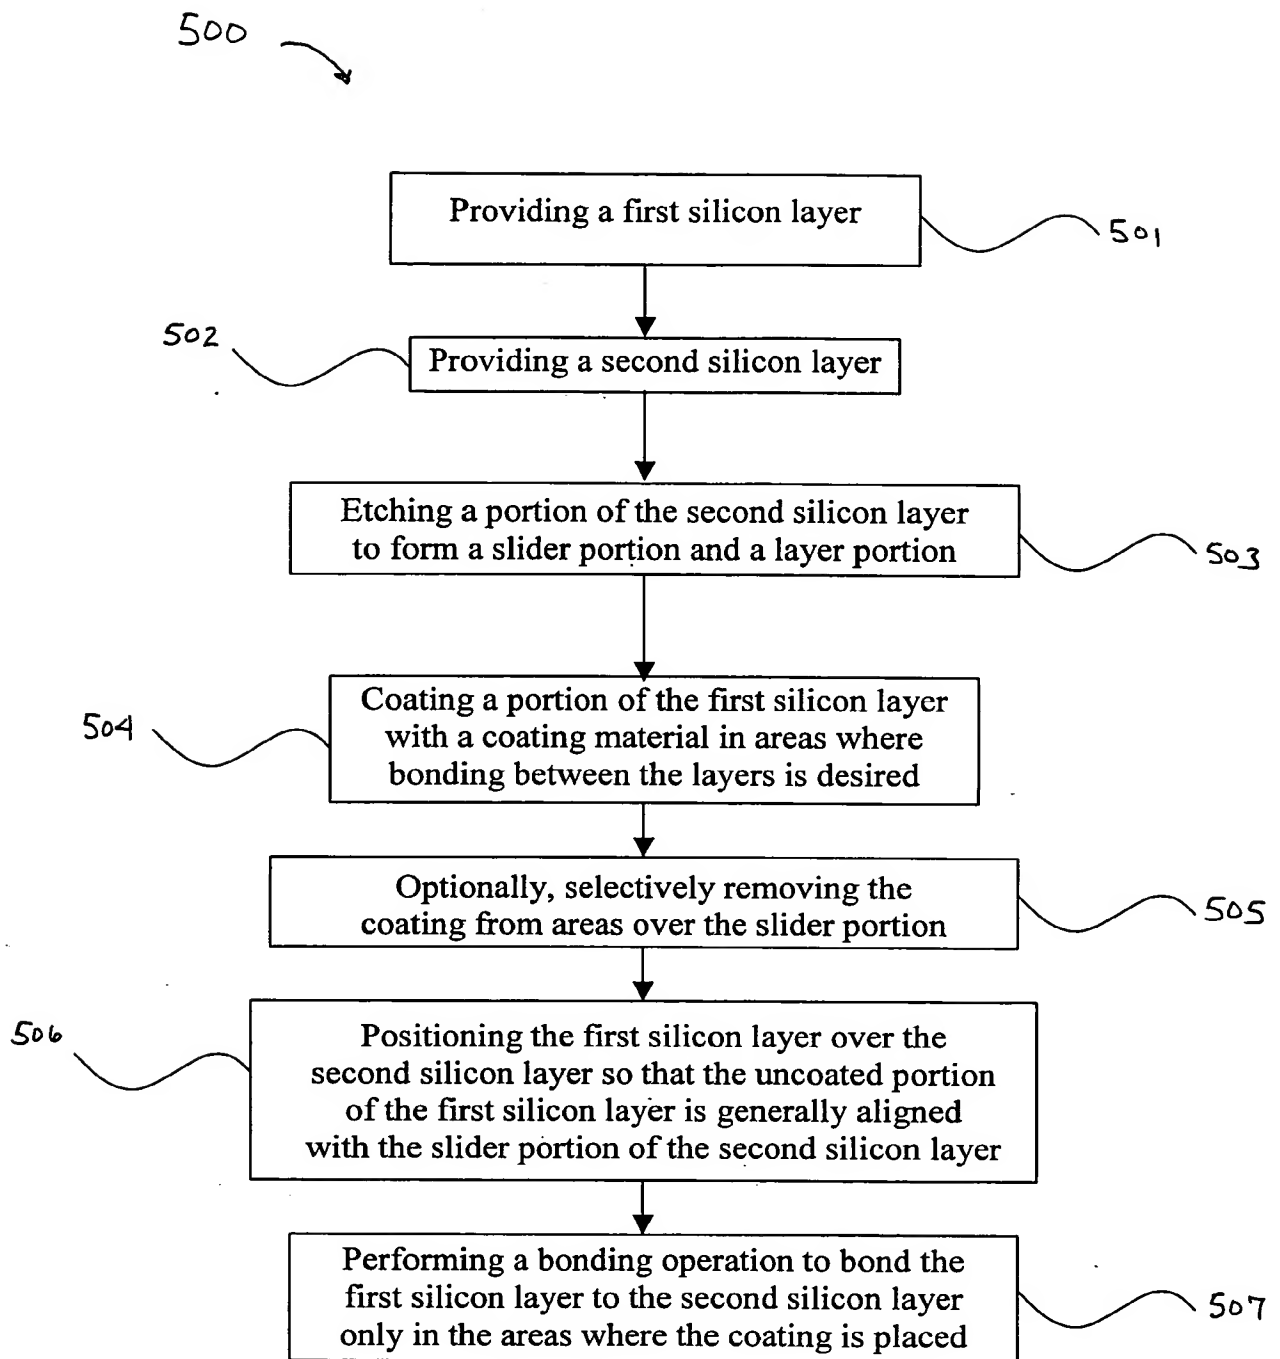 500
Providing a first silicon layer
501
502
Providing a second silicon layer
Etching a portion of the second silicon layer
to form a slider portion and a layer portion
503
Coating a portion of the first silicon layer
with a coating material in areas where
bonding between the layers is desired
504
Optionally, selectively removing the
coating from areas over the slider portion
505
506
Positioning the first silicon layer over the
second silicon layer so that the uncoated portion
of the first silicon layer is generally aligned
with the slider portion of the second silicon layer
Performing a bonding operation to bond the
first silicon layer to the second silicon layer
only in the areas where the coating is placed
507